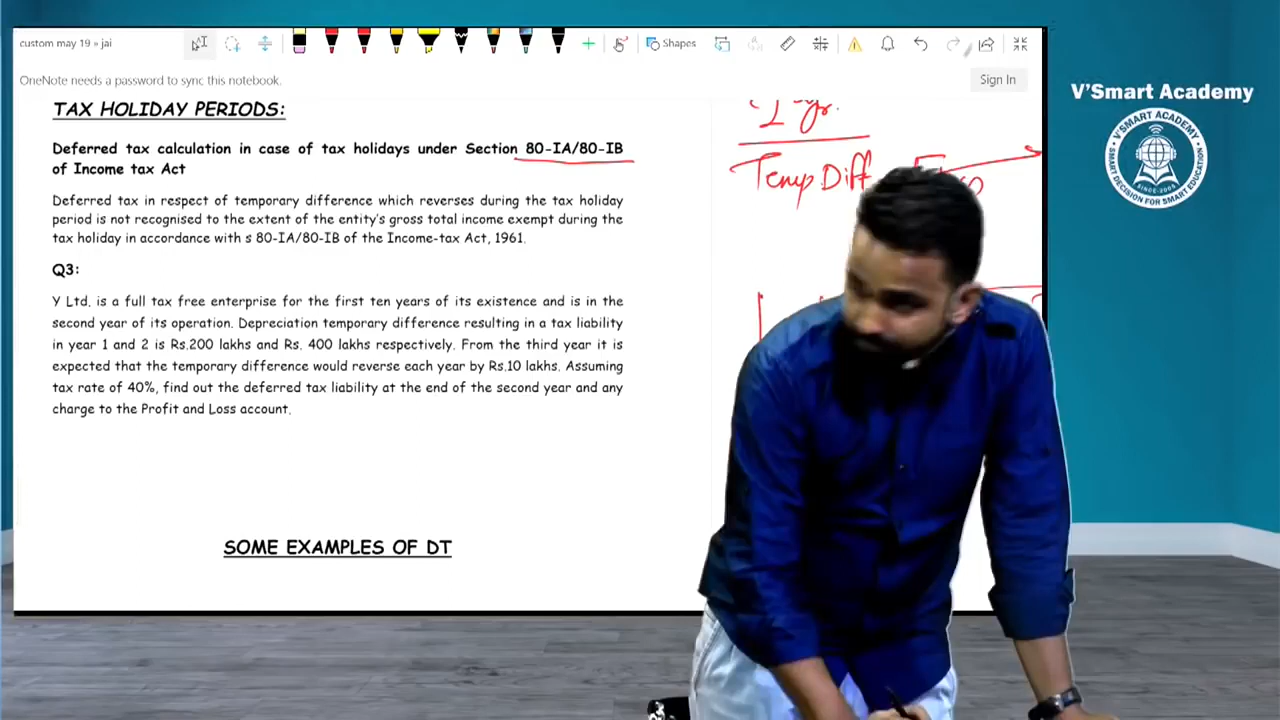 custom may 19 » jai
Shapes
OneNote needs a password to sync this notebook.
Sign In
TAX HOLIDAY PERIODS:
Deferred tax calculation in case of tax holidays under Section 80-IA/80-IB
of Income tax Act
Deferred tax in respect of temporary difference which reverses during the tax holiday
period is not recognised to the extent of the entity's gross total income exempt during the
tax holiday in accordance with s 80-IA/80-IB of the Income-tax Act, 1961.
Q3:
Y Ltd. is a full tax free enterprise for the first ten years of its existence and is in the
second year of its operation. Depreciation temporary difference resulting in a tax liability
in year 1 and 2 is Rs.200 lakhs and Rs. 400 lakhs respectively. From the third year it is
expected that the temporary difference would reverse each year by Rs.10 lakhs. Assuming
tax rate of 40%, find out the deferred tax liability at the end of the second year and any
charge to the Profit and Loss account.
SOME EXAMPLES OF DT
Temp. Diff
V'Smart Academy
V'SMART ACADEMY
SINCE-2008
SMART DECISION FOR SMART EDUCATION